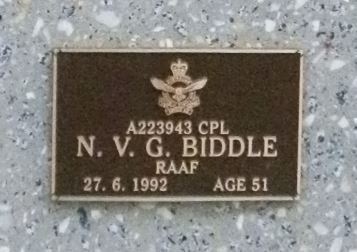 A223943 CPL
N. V. G. BIDDLE
RAAF
27. 6. 1992 AGE 51